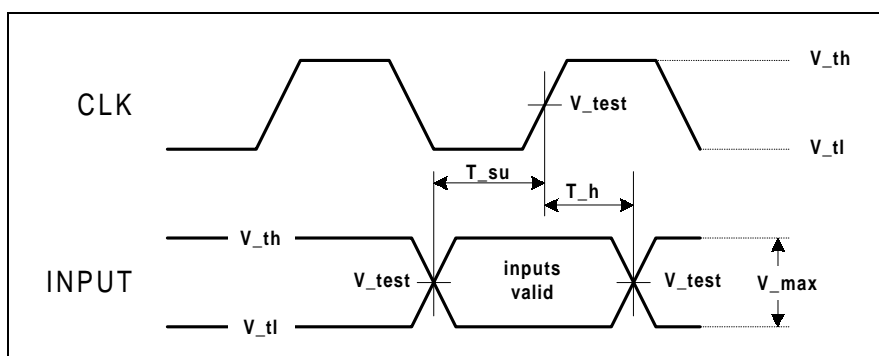 V_th
CLK
V_test
V_tl
T_su
T_h
V_th
V_test
inputs
valid
V_test
V_max
INPUT
V_tl